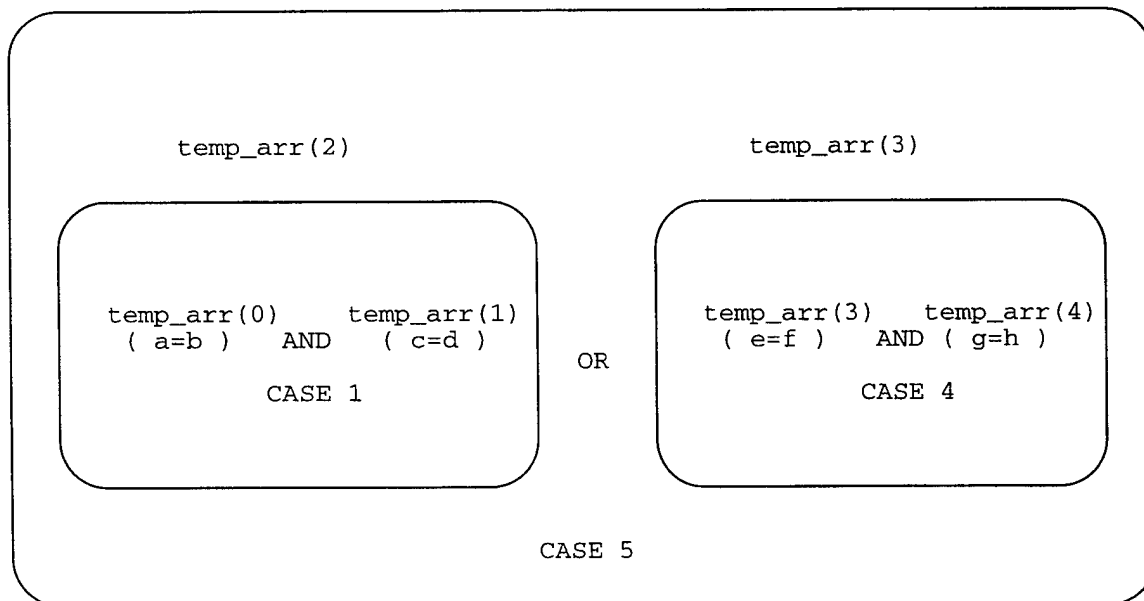 temp_arr(2) temp_arr(3)
temp_arr(0) temp_arr(1)
( a=b ) AND ( c=d )
CASE 1
OR
temp_arr(3) temp_arr(4)
( e=f ) AND ( g=h )
CASE 4
CASE 5